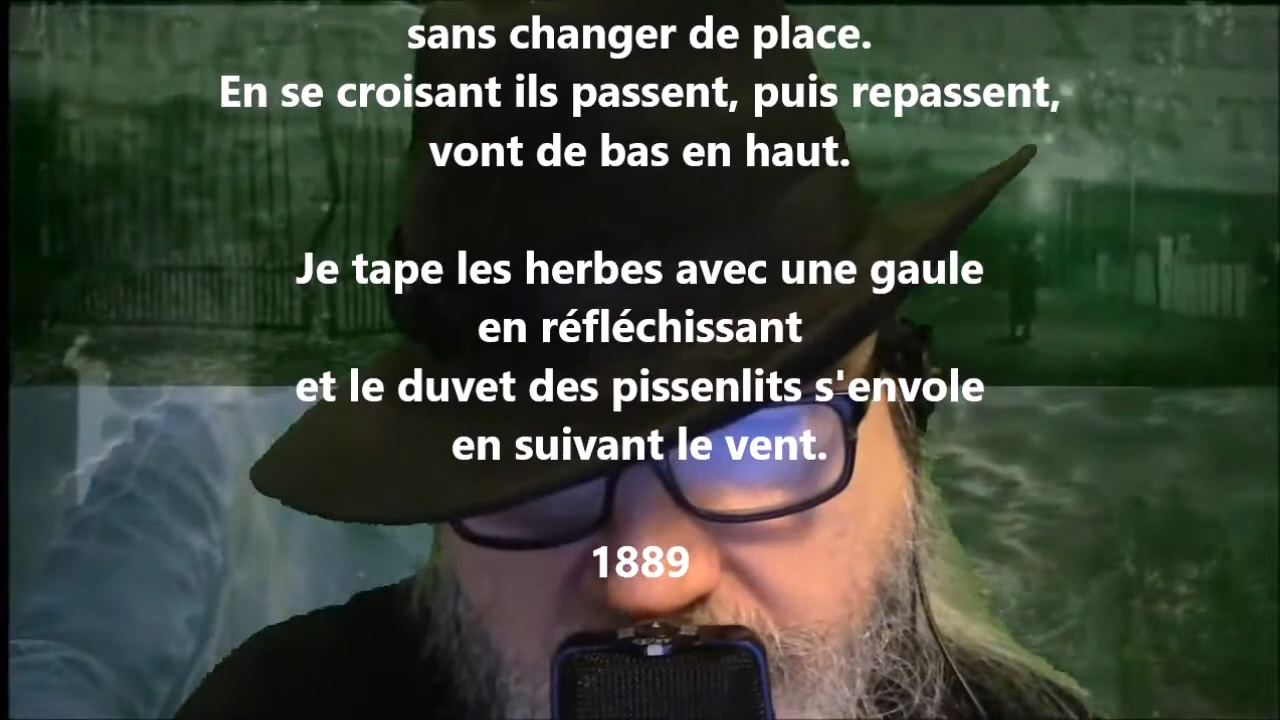 sans changer de place.
En se croisant ils passent, puis repassent,
vont de bas en haut.
Je tape les herbes avec une gaule
en réfléchissant
et le duvet des pissenlits s'envole
en suivant le vent.
1889